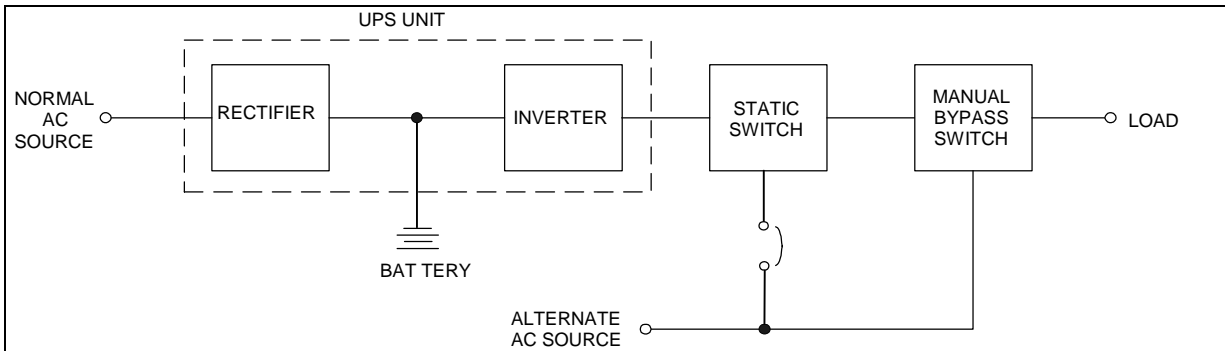 UPS UNIT
NORMAL
AC
SOURCE
RECTIFIER
INVERTER
STATIC
SWITCH
MANUAL
BYPASS
SWITCH
LOAD
BAT TERY
ALTERNATE
AC SOURCE